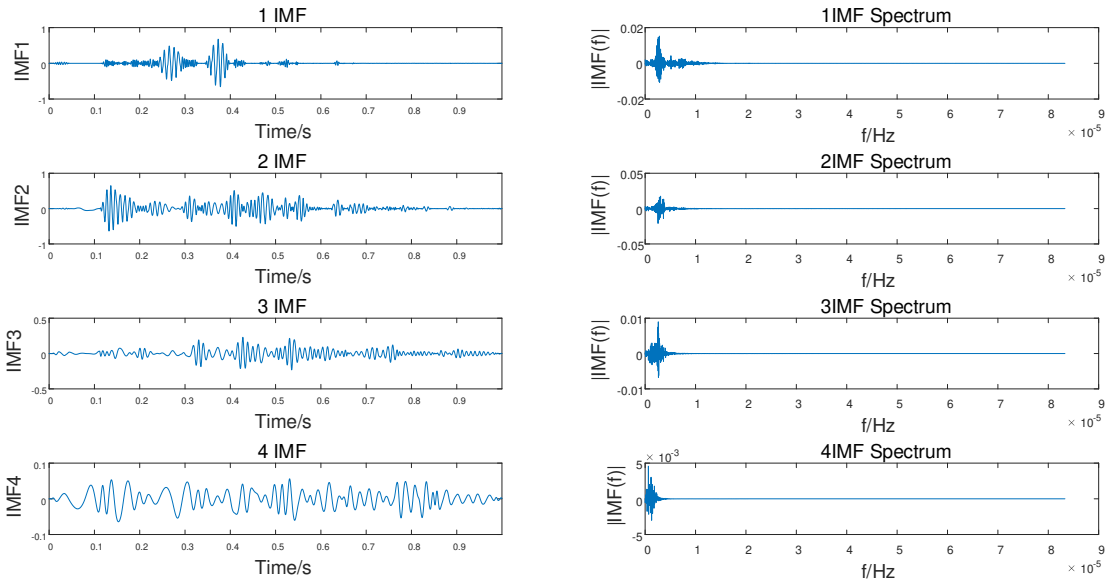 1 IMF
1
0
-1
IMF1
0 0.1 0.2 0.3 0.4 0.5 0.6 0.7 0.8 0.9
Time/s
1IMF Spectrum
0.02
0
-0.02
|IMF(f)|
0 1 2 3 4 5 6 7 8 9
× 10⁻⁵
f/Hz
2 IMF
1
0
-1
IMF2
0 0.1 0.2 0.3 0.4 0.5 0.6 0.7 0.8 0.9
Time/s
2IMF Spectrum
0.05
0
-0.05
|IMF(f)|
0 1 2 3 4 5 6 7 8 9
× 10⁻⁵
f/Hz
3 IMF
0.5
0
-0.5
IMF3
0 0.1 0.2 0.3 0.4 0.5 0.6 0.7 0.8 0.9
Time/s
3IMF Spectrum
0.01
0
-0.01
|IMF(f)|
0 1 2 3 4 5 6 7 8 9
× 10⁻⁵
f/Hz
4 IMF
0.1
0
-0.1
IMF4
0 0.1 0.2 0.3 0.4 0.5 0.6 0.7 0.8 0.9
Time/s
4IMF Spectrum
× 10⁻³
5
0
-5
|IMF(f)|
0 1 2 3 4 5 6 7 8 9
× 10⁻⁵
f/Hz